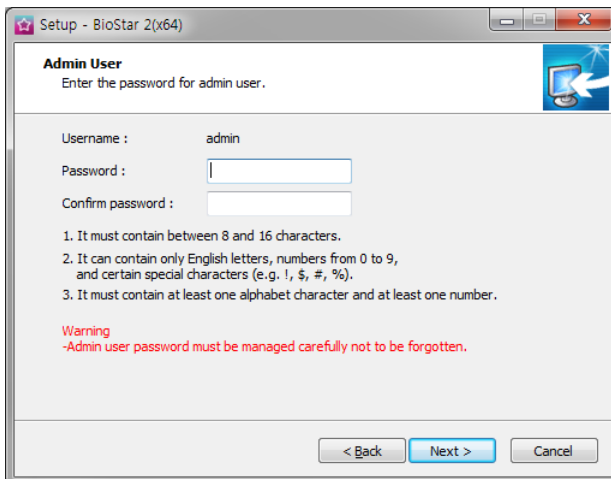 Setup - BioStar 2(x64)
Admin User
Enter the password for admin user.
Username :
admin
Password :
Confirm password :
1. It must contain between 8 and 16 characters.
2. It can contain only English letters, numbers from 0 to 9,
and certain special characters (e.g. !, $, #, %).
3. It must contain at least one alphabet character and at least one number.
Warning
-Admin user password must be managed carefully not to be forgotten.
< Back
Next >
Cancel